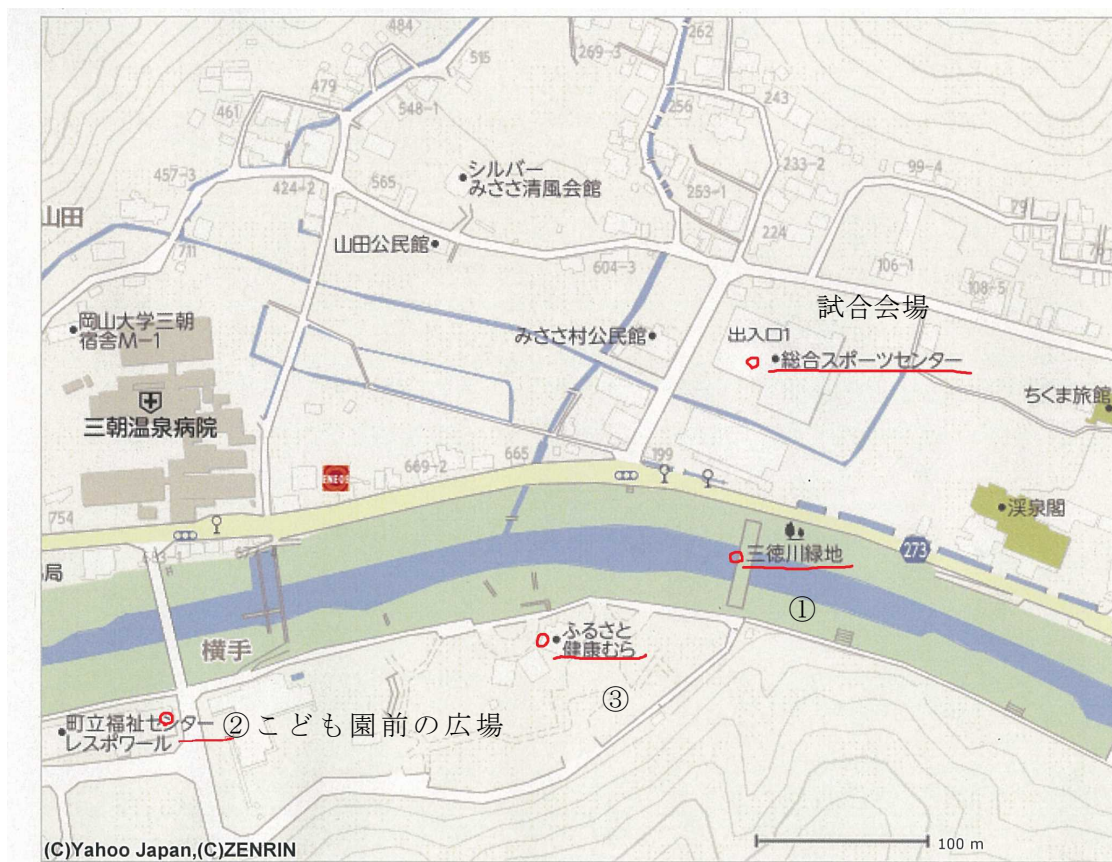 484
262
515
269-3
479
548-1
461
256
243
シルバー
みささ清風会館
233-2
99-4
457-3
424-2
565
253-1
79
山田
山田公民館
224
711
604-3
106-1
108-5
試合会場
岡山大学三朝
宿舎M-1
みささ村公民館
出入口1
総合スポーツセンター
ちくま旅館
三朝温泉病院
ENEOS
669-2
665
199
渓泉閣
754
三徳川緑地
273
局
①
横手
ふるさと
健康むら
③
町立福祉センター
レスポワール
②こども園前の広場
(C)Yahoo Japan,(C)ZENRIN
100 m